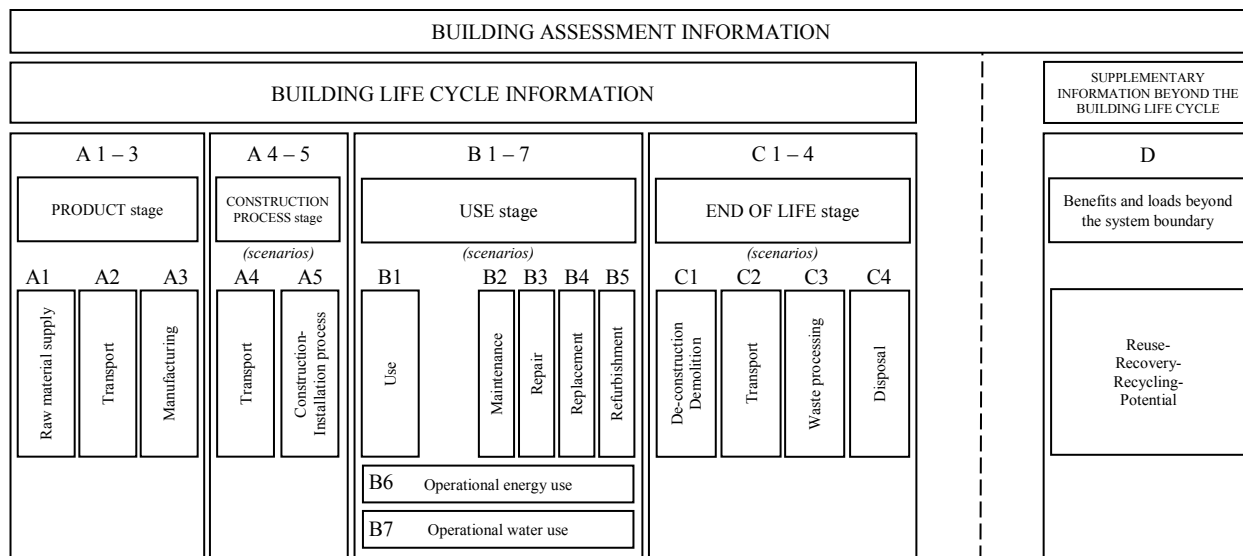 BUILDING ASSESSMENT INFORMATION
BUILDING LIFE CYCLE INFORMATION
SUPPLEMENTARY
INFORMATION BEYOND THE
BUILDING LIFE CYCLE
A 1 – 3
A 4 – 5
B 1 – 7
C 1 – 4
D
PRODUCT stage
CONSTRUCTION
PROCESS stage
USE stage
END OF LIFE stage
Benefits and loads beyond
the system boundary
(scenarios)
(scenarios)
(scenarios)
A1
A2
A3
A4
A5
B1
B2
B3
B4
B5
C1
C2
C3
C4
Raw material supply
Transport
Manufacturing
Transport
Construction-
Installation process
Use
Maintenance
Repair
Replacement
Refurbishment
De-construction
Demolition
Transport
Waste processing
Disposal
Reuse-
Recovery-
Recycling-
Potential
B6 Operational energy use
B7 Operational water use